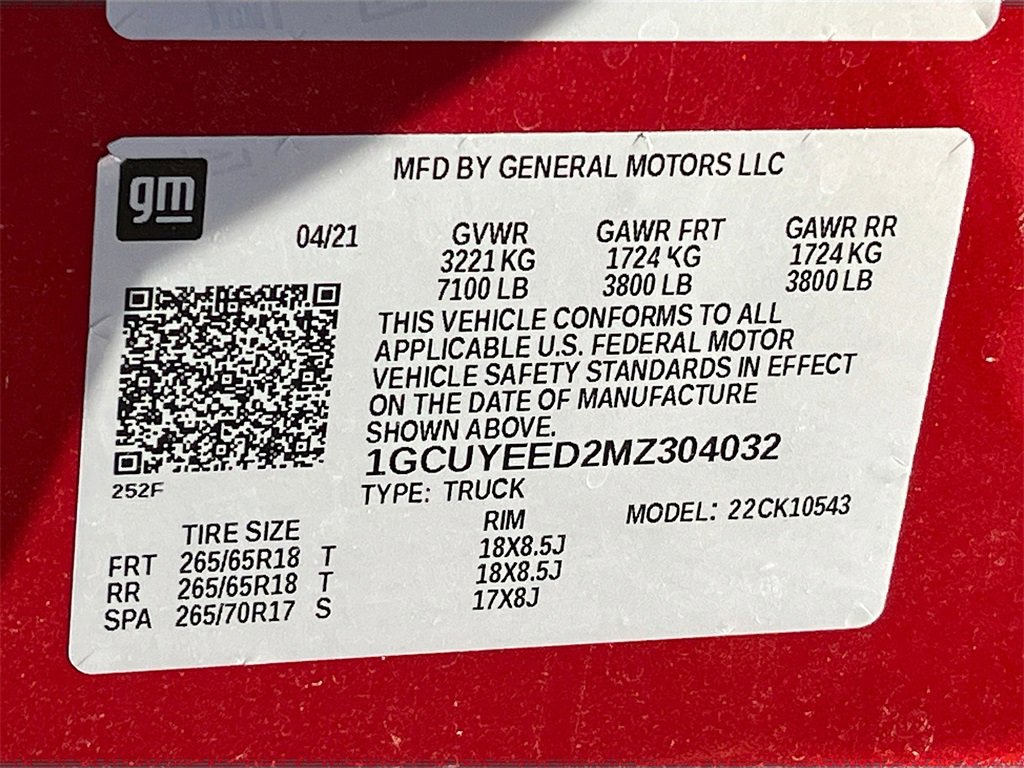 gm
MFD BY GENERAL MOTORS LLC
04/21 GVWR GAWR FRT GAWR RR
3221 KG 1724 KG 1724 KG
7100 LB 3800 LB 3800 LB
THIS VEHICLE CONFORMS TO ALL
APPLICABLE U.S. FEDERAL MOTOR
VEHICLE SAFETY STANDARDS IN EFFECT
ON THE DATE OF MANUFACTURE
SHOWN ABOVE.
1GCUYEED2MZ304032
252F
TYPE: TRUCK MODEL: 22CK10543
TIRE SIZE RIM
FRT 265/65R18 T 18X8.5J
RR 265/65R18 T 18X8.5J
SPA 265/70R17 S 17X8J